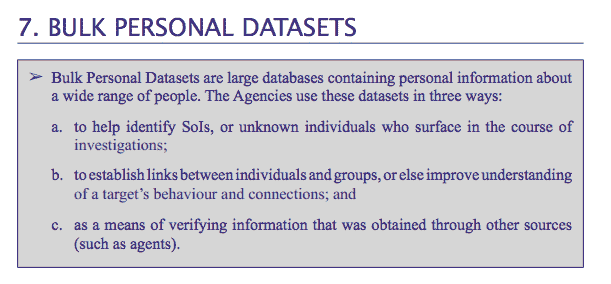 7. BULK PERSONAL DATASETS
➢ Bulk Personal Datasets are large databases containing personal information about
a wide range of people. The Agencies use these datasets in three ways:
a. to help identify SoIs, or unknown individuals who surface in the course of
investigations;
b. to establish links between individuals and groups, or else improve understanding
of a target’s behaviour and connections; and
c. as a means of verifying information that was obtained through other sources
(such as agents).